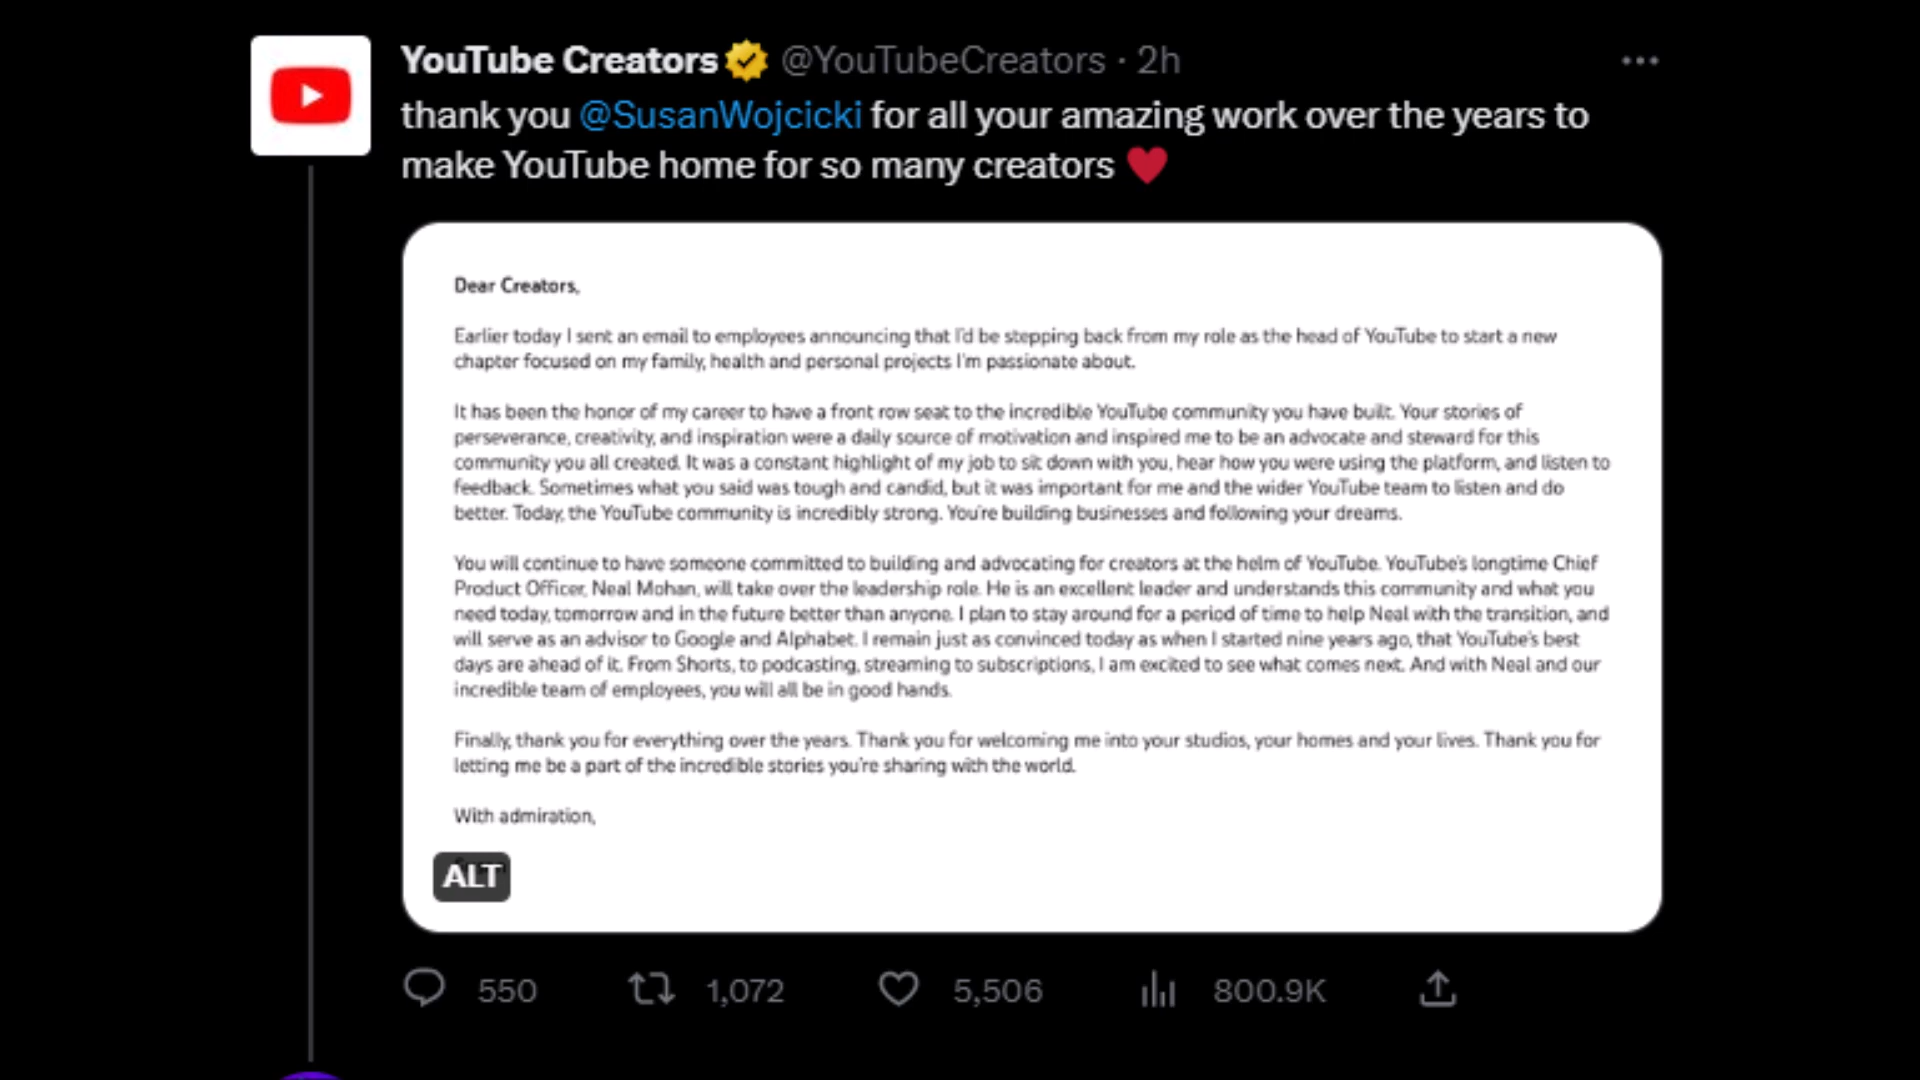 YouTube Creators @YouTubeCreators · 2h
thank you @SusanWojcicki for all your amazing work over the years to
make YouTube home for so many creators ❤️
Dear Creators,
Earlier today I sent an email to employees announcing that I'd be stepping back from my role as the head of YouTube to start a new
chapter focused on my family, health and personal projects I'm passionate about.
It has been the honor of my career to have a front row seat to the incredible YouTube community you have built. Your stories of
perseverance, creativity, and inspiration were a daily source of motivation and inspired me to be an advocate and steward for this
community you all created. It was a constant highlight of my job to sit down with you, hear how you were using the platform, and listen to
feedback. Sometimes what you said was tough and candid, but it was important for me and the wider YouTube team to listen and do
better. Today, the YouTube community is incredibly strong. You're building businesses and following your dreams.
You will continue to have someone committed to building and advocating for creators at the helm of YouTube. YouTube's longtime Chief
Product Officer, Neal Mohan, will take over the leadership role. He is an excellent leader and understands this community and what you
need today, tomorrow and in the future better than anyone. I plan to stay around for a period of time to help Neal with the transition, and
will serve as an advisor to Google and Alphabet. I remain just as convinced today as when I started nine years ago, that YouTube's best
days are ahead of it. From Shorts, to podcasting, streaming to subscriptions, I am excited to see what comes next. And with Neal and our
incredible team of employees, you will all be in good hands.
Finally, thank you for everything over the years. Thank you for welcoming me into your studios, your homes and your lives. Thank you for
letting me be a part of the incredible stories you're sharing with the world.
With admiration,
ALT
550 1,072 5,506 800.9K